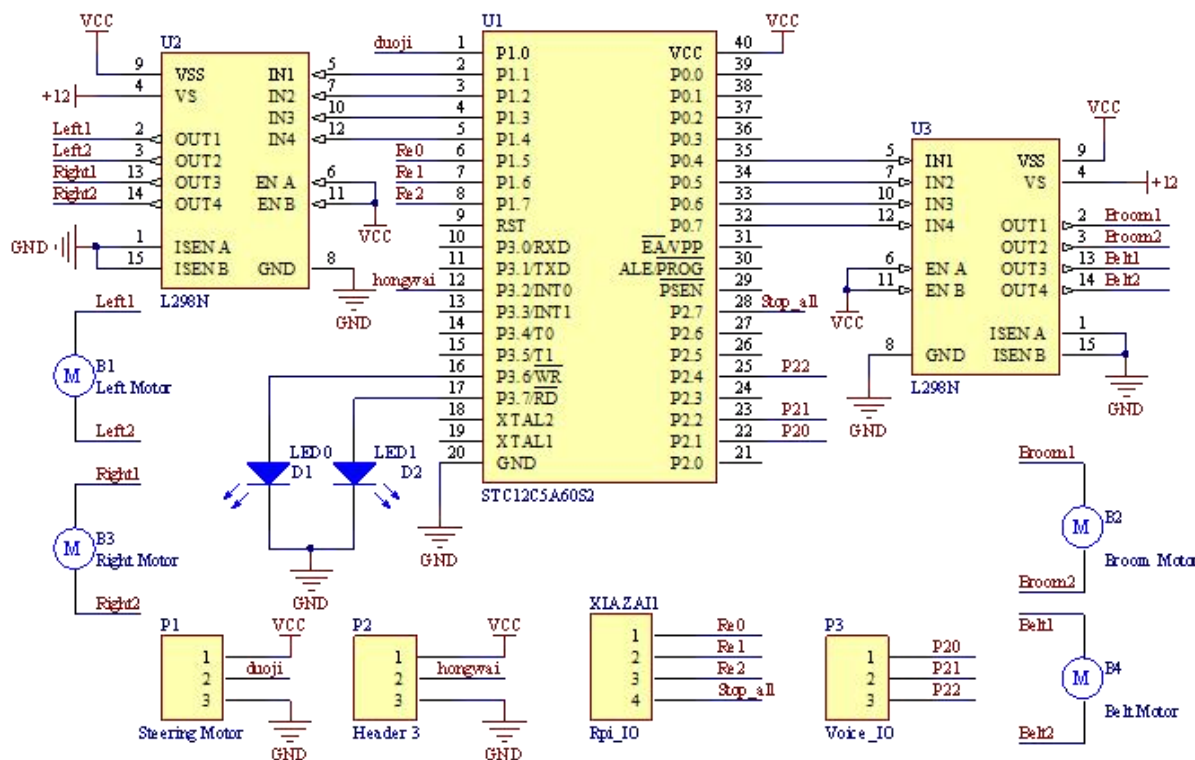 VCC
U2
9 VSS IN1 5
4 VS IN2 7
+12
IN3 10
IN4 12
Left1 2 OUT1
Left2 3 OUT2
Right1 13 OUT3 EN A 6
Right2 14 OUT4 EN B 11
VCC
GND 1 ISEN A
15 ISEN B GND 8
L298N
GND
U1
duoji 1 P1.0 VCC 40 VCC
2 P1.1 P0.0 39
3 P1.2 P0.1 38
4 P1.3 P0.2 37
5 P1.4 P0.3 36
Re0 6 P1.5 P0.4 35
Re1 7 P1.6 P0.5 34
Re2 8 P1.7 P0.6 33
9 RST P0.7 32
10 P3.0/RXD EA/VPP 31
11 P3.1/TXD ALE/PROG 30
hongwai 12 P3.2/INT0 PSEN 29
13 P3.3/INT1 P2.7 28 Stop_all
14 P3.4/T0 P2.6 27
15 P3.5/T1 P2.5 26
16 P3.6/WR P2.4 25 P22
17 P3.7/RD P2.3 24
18 XTAL2 P2.2 23 P21
19 XTAL1 P2.1 22 P20
20 GND P2.0 21
STC12C5A60S2
GND
U3
VCC
5 IN1 VSS 9
7 IN2 VS 4 +12
10 IN3
12 IN4 OUT1 2 Broom1
OUT2 3 Broom2
6 EN A OUT3 13 Belt1
11 EN B OUT4 14 Belt2
VCC
ISEN A 1
8 GND ISEN B 15
L298N
GND
GND
Left1
M B1
Left Motor
Left2
Right1
M B3
Right Motor
Right2
LED0
D1
LED1
D2
GND
Broom1
M B2
Broom Motor
Broom2
Belt1
M B4
Belt Motor
Belt2
P1
VCC
1
duoji
2
3
Steering Motor
GND
P2
VCC
1
hongwai
2
3
Header 3
GND
XIAZAI1
1 Re0
2 Re1
3 Re2
4 Stop_all
Rpi_IO
P3
1 P20
2 P21
3 P22
Voice_IO